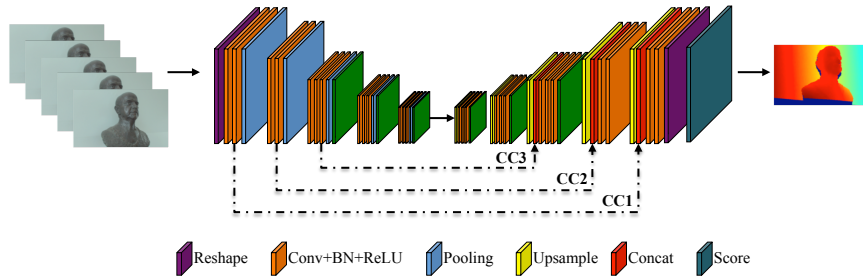 CC3
CC2
CC1
Reshape Conv+BN+ReLU Pooling Upsample Concat Score